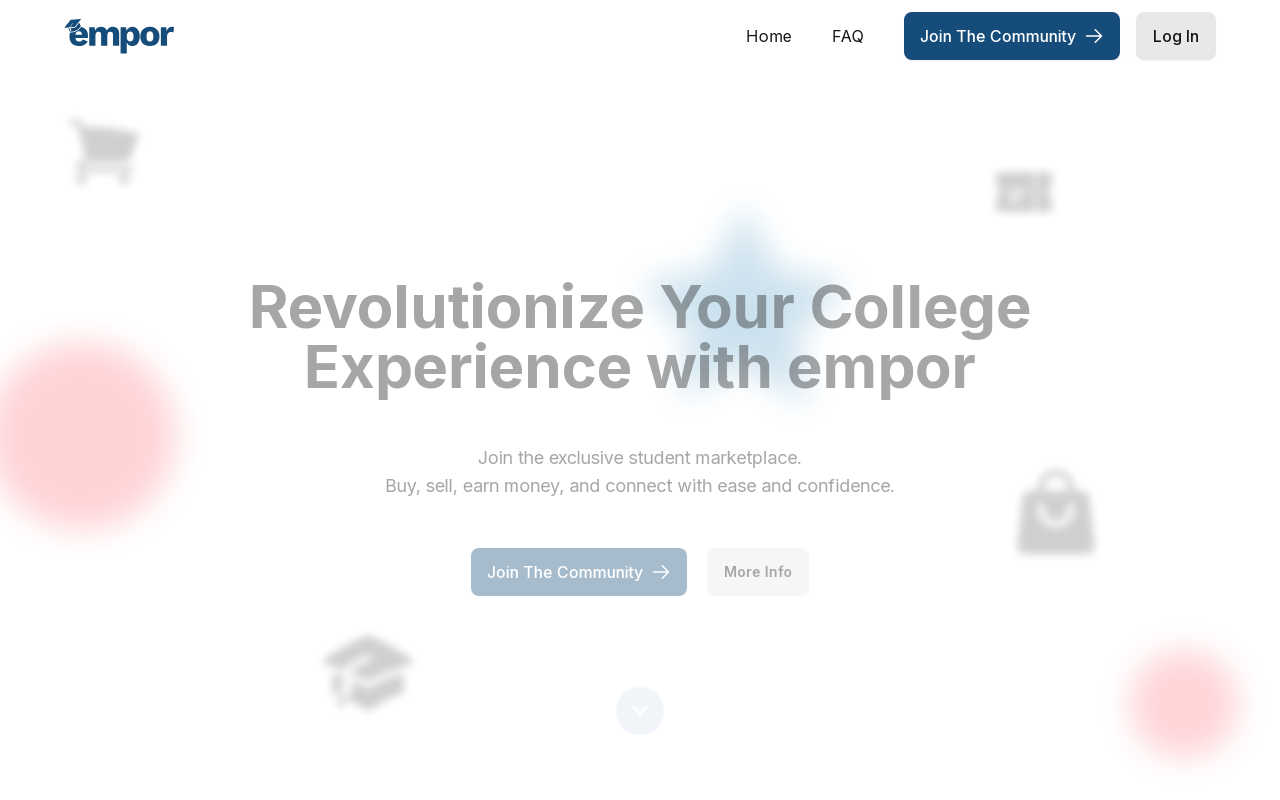 empor
Home
FAQ
Join The Community
Log In
Revolutionize Your College
Experience with empor
Join the exclusive student marketplace.
Buy, sell, earn money, and connect with ease and confidence.
Join The Community
More Info